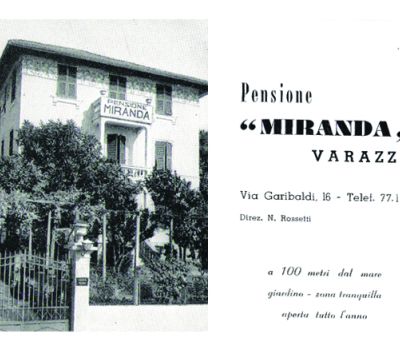 PENSIONE
MIRANDA
Pensione
“MIRANDA„
VARAZZ
Via Garibaldi, 16 - Telef. 77.1
Direz. N. Rossetti
a 100 metri dal mare
giardino - zona tranquilla
aperta tutto l'anno